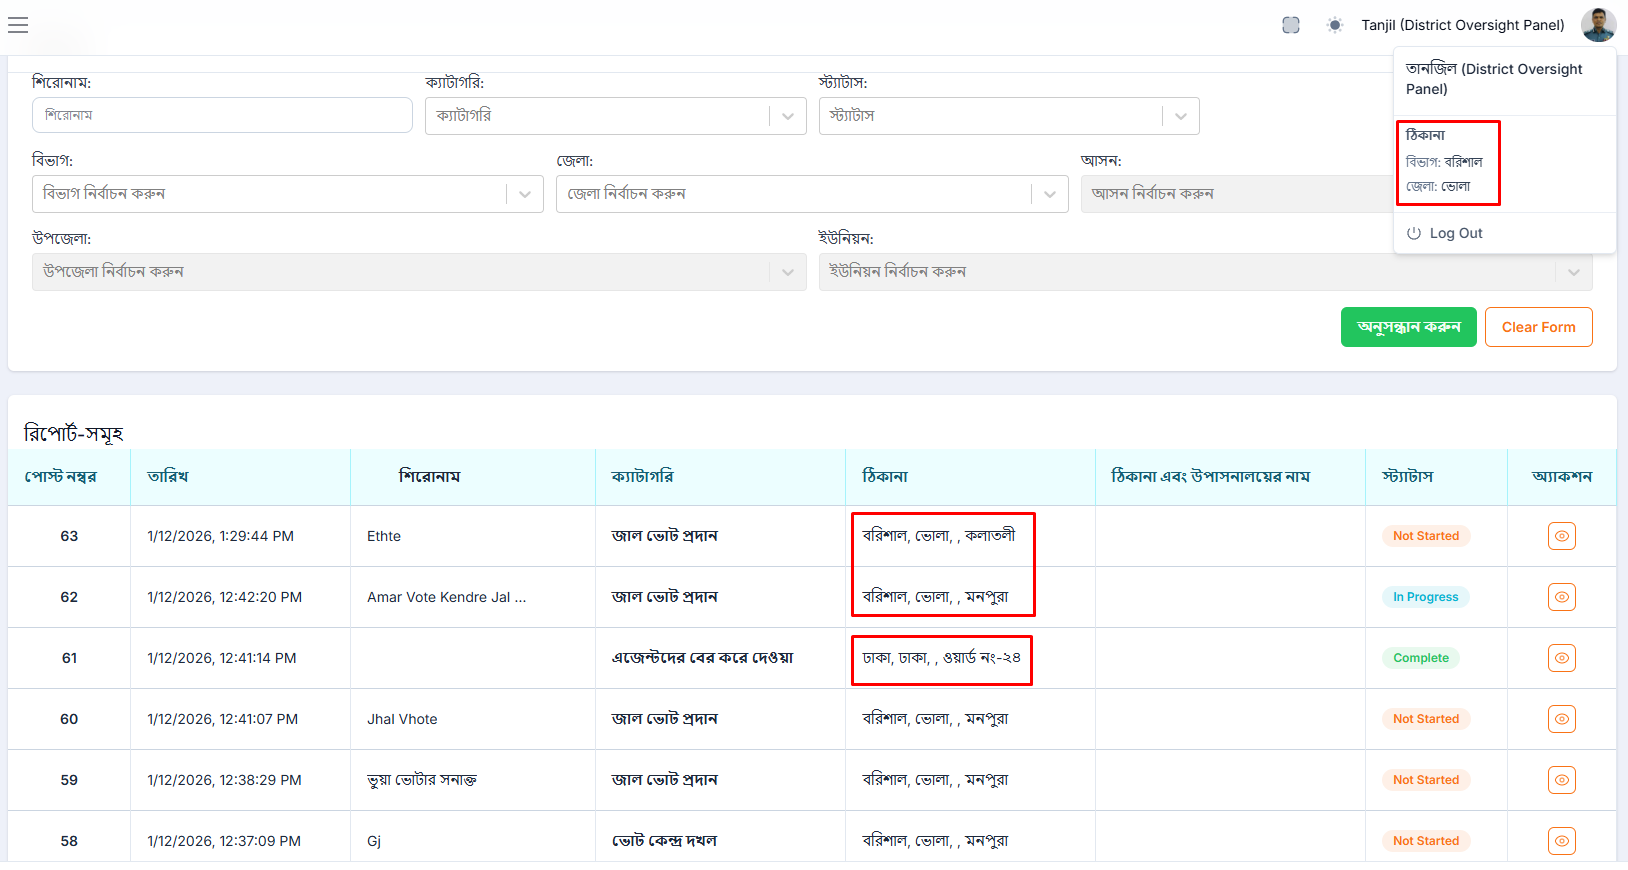 Tanjil (District Oversight Panel)
তানজিল (District Oversight
Panel)
ঠিকানা
বিভাগ: বরিশাল
জেলা: ভোলা
Log Out
শিরোনাম: ক্যাটাগরি: স্ট্যাটাস:
শিরোনাম ক্যাটাগরি স্ট্যাটাস
বিভাগ: জেলা: আসন:
বিভাগ নির্বাচন করুন জেলা নির্বাচন করুন আসন নির্বাচন করুন
উপজেলা: ইউনিয়ন:
উপজেলা নির্বাচন করুন ইউনিয়ন নির্বাচন করুন
অনুসন্ধান করুন Clear Form
রিপোর্ট-সমূহ
পোস্ট নম্বর তারিখ শিরোনাম ক্যাটাগরি ঠিকানা ঠিকানা এবং উপাসনালয়ের নাম স্ট্যাটাস অ্যাকশন
63 1/12/2026, 1:29:44 PM Ethte জাল ভোট প্রদান বরিশাল, ভোলা, , কলাতলী Not Started
62 1/12/2026, 12:42:20 PM Amar Vote Kendre Jal ... জাল ভোট প্রদান বরিশাল, ভোলা, , মনপুরা In Progress
61 1/12/2026, 12:41:14 PM এজেন্টদের বের করে দেওয়া ঢাকা, ঢাকা, , ওয়ার্ড নং-২৪ Complete
60 1/12/2026, 12:41:07 PM Jhal Vhote জাল ভোট প্রদান বরিশাল, ভোলা, , মনপুরা Not Started
59 1/12/2026, 12:38:29 PM ভুয়া ভোটার সনাক্ত জাল ভোট প্রদান বরিশাল, ভোলা, , মনপুরা Not Started
58 1/12/2026, 12:37:09 PM Gj ভোট কেন্দ্র দখল বরিশাল, ভোলা, , মনপুরা Not Started